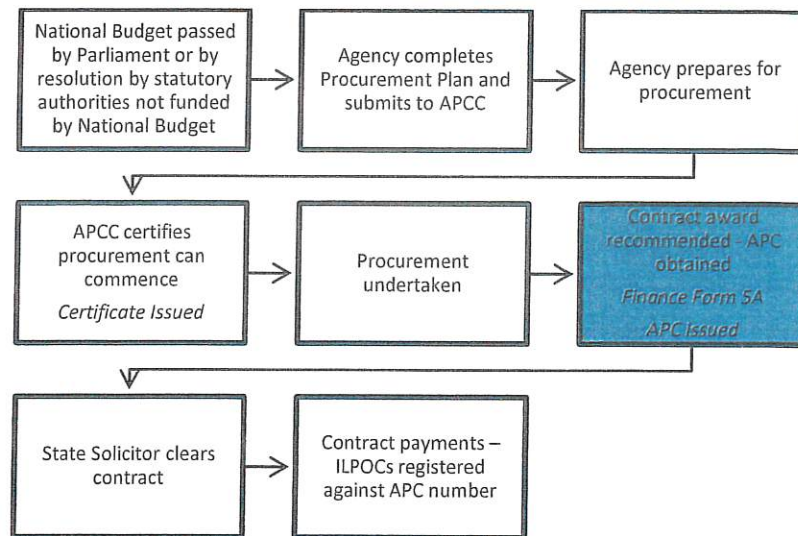 National Budget passed
by Parliament or by
resolution by statutory
authorities not funded
by National Budget
Agency completes
Procurement Plan and
submits to APCC
Agency prepares for
procurement
APCC certifies
procurement can
commence
Certificate Issued
Procurement
undertaken
Contract award
recommended - APC
obtained
Finance Form 5A
APC Issued
State Solicitor clears
contract
Contract payments –
ILPOCs registered
against APC number